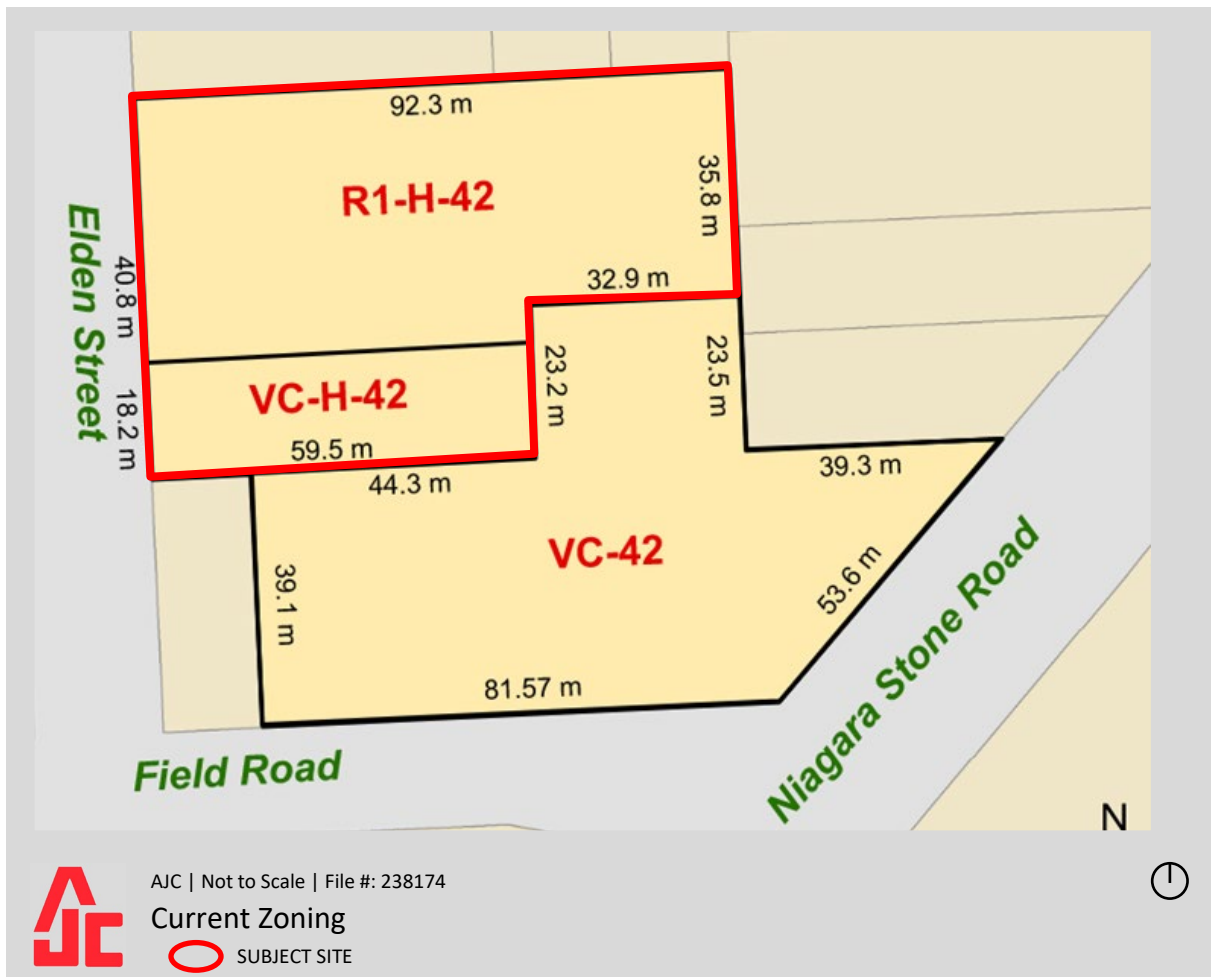 92.3 m
R1-H-42
35.8 m
Elden Street
40.8 m
32.9 m
18.2 m
VC-H-42
23.2 m
23.5 m
59.5 m
44.3 m
39.3 m
VC-42
39.1 m
53.6 m
81.57 m
Niagara Stone Road
Field Road
N
AJC
AJC | Not to Scale | File #: 238174
Current Zoning
SUBJECT SITE